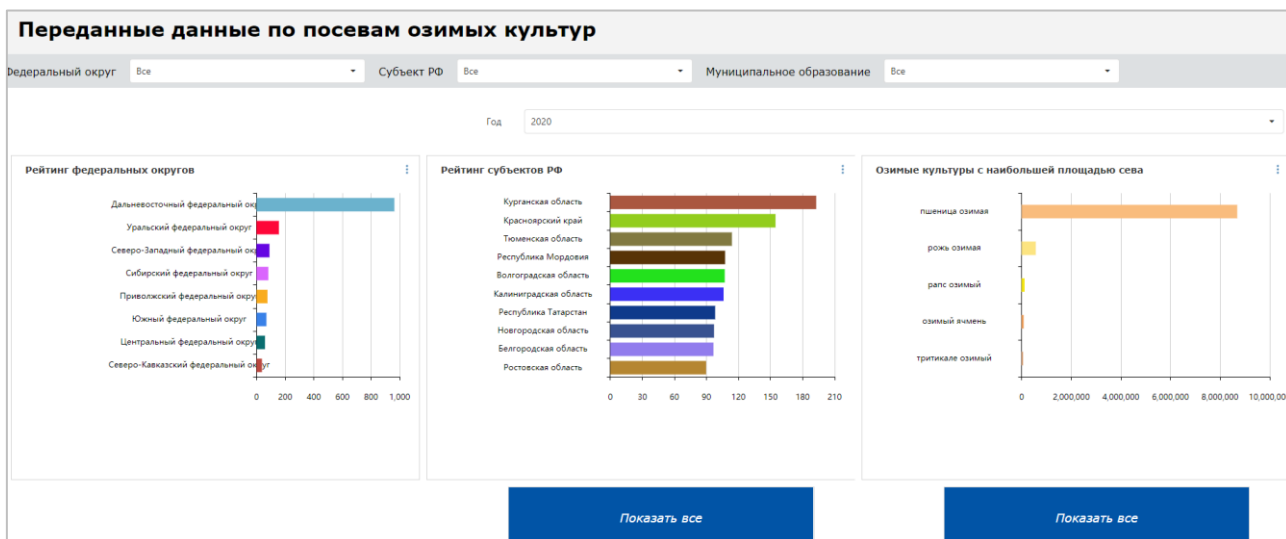 Переданные данные по посевам озимых культур
Федеральный округ Все Субъект РФ Все Муниципальное образование Все
Год 2020
Рейтинг федеральных округов
Дальневосточный федеральный ок
Уральский федеральный округ
Северо-Западный федеральный ок
Сибирский федеральный округ
Приволжский федеральный окру
Южный федеральный округ
Центральный федеральный округ
Северо-Кавказский федеральный округ
0 200 400 600 800 1,000
Рейтинг субъектов РФ
Курганская область
Красноярский край
Тюменская область
Республика Мордовия
Волгоградская область
Калиниградская область
Республика Татарстан
Новгородская область
Белгородская область
Ростовская область
0 30 60 90 120 150 180 210
Озимые культуры с наибольшей площадью сева
пшеница озимая
рожь озимая
рапс озимый
озимый ячмень
тритикале озимый
0 2,000,000 4,000,000 6,000,000 8,000,000 10,000,00
Показать все
Показать все